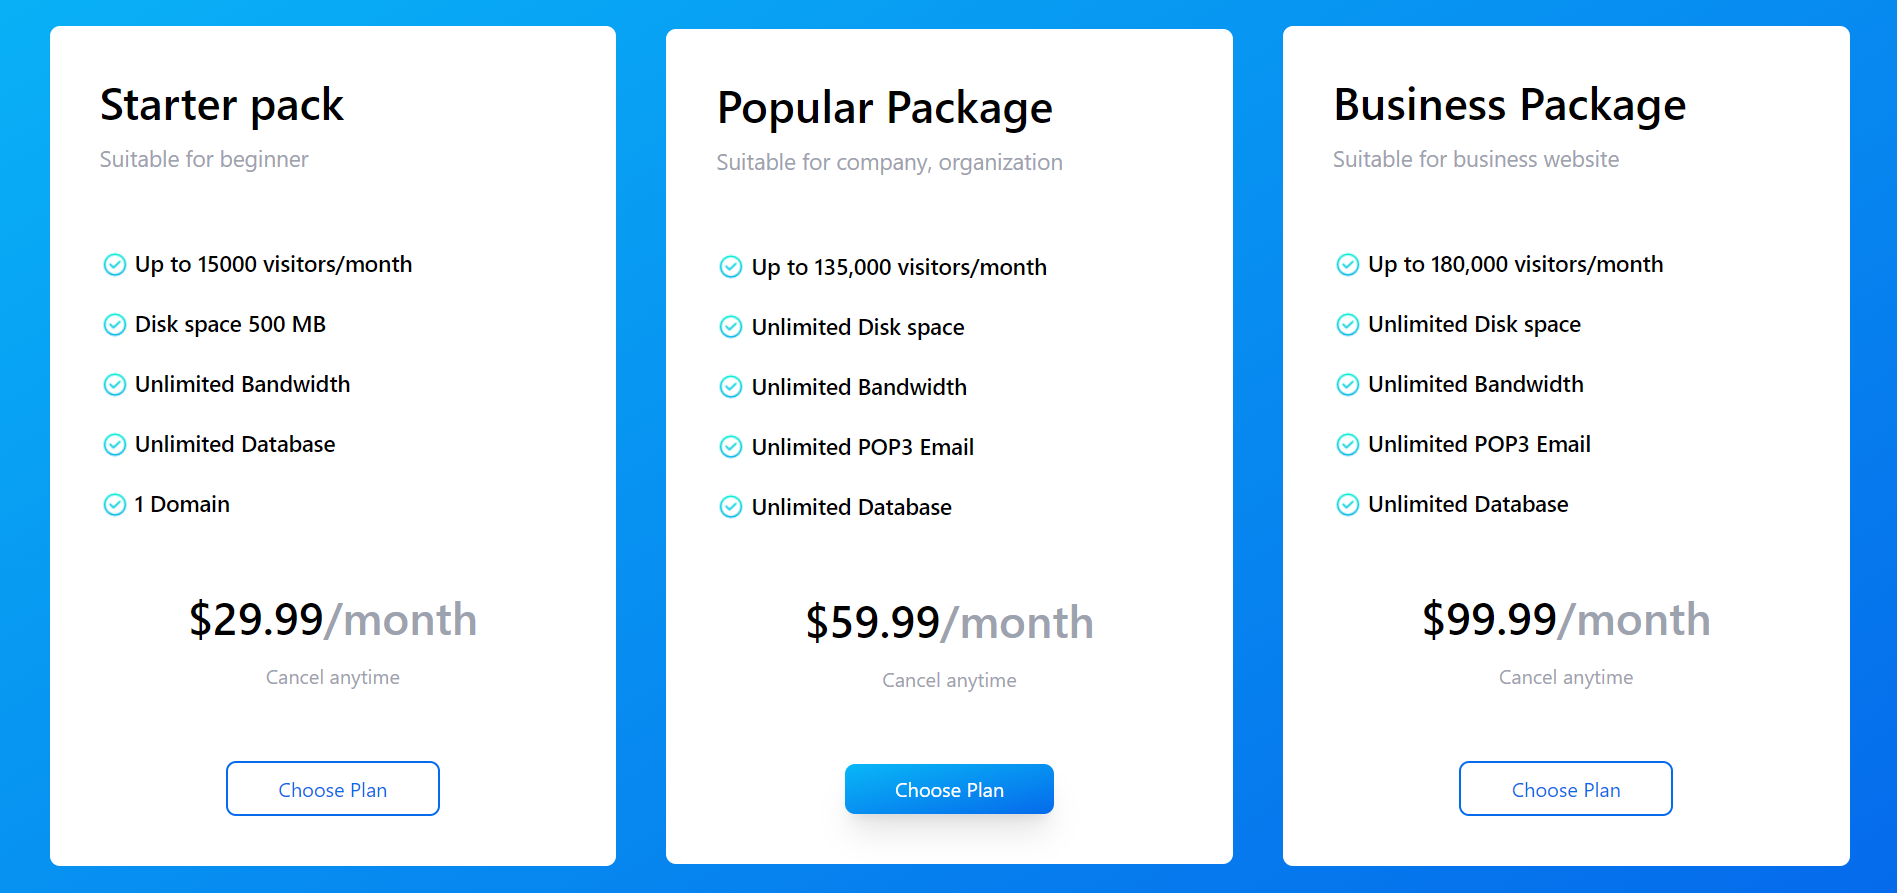 Starter pack
Suitable for beginner
Up to 15000 visitors/month
Disk space 500 MB
Unlimited Bandwidth
Unlimited Database
1 Domain
$29.99/month
Cancel anytime
Choose Plan
Popular Package
Suitable for company, organization
Up to 135,000 visitors/month
Unlimited Disk space
Unlimited Bandwidth
Unlimited POP3 Email
Unlimited Database
$59.99/month
Cancel anytime
Choose Plan
Business Package
Suitable for business website
Up to 180,000 visitors/month
Unlimited Disk space
Unlimited Bandwidth
Unlimited POP3 Email
Unlimited Database
$99.99/month
Cancel anytime
Choose Plan